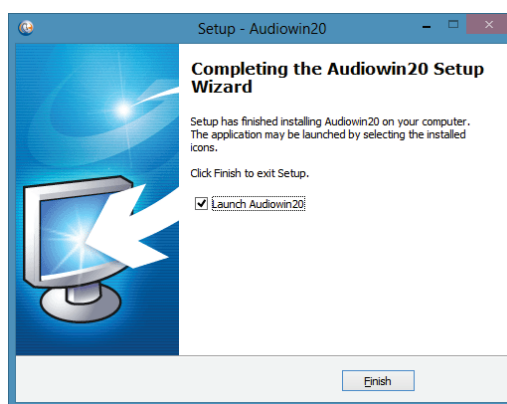 Setup - Audiowin20
Completing the Audiowin20 Setup
Wizard
Setup has finished installing Audiowin20 on your computer.
The application may be launched by selecting the installed
icons.
Click Finish to exit Setup.
Launch Audiowin20
Finish